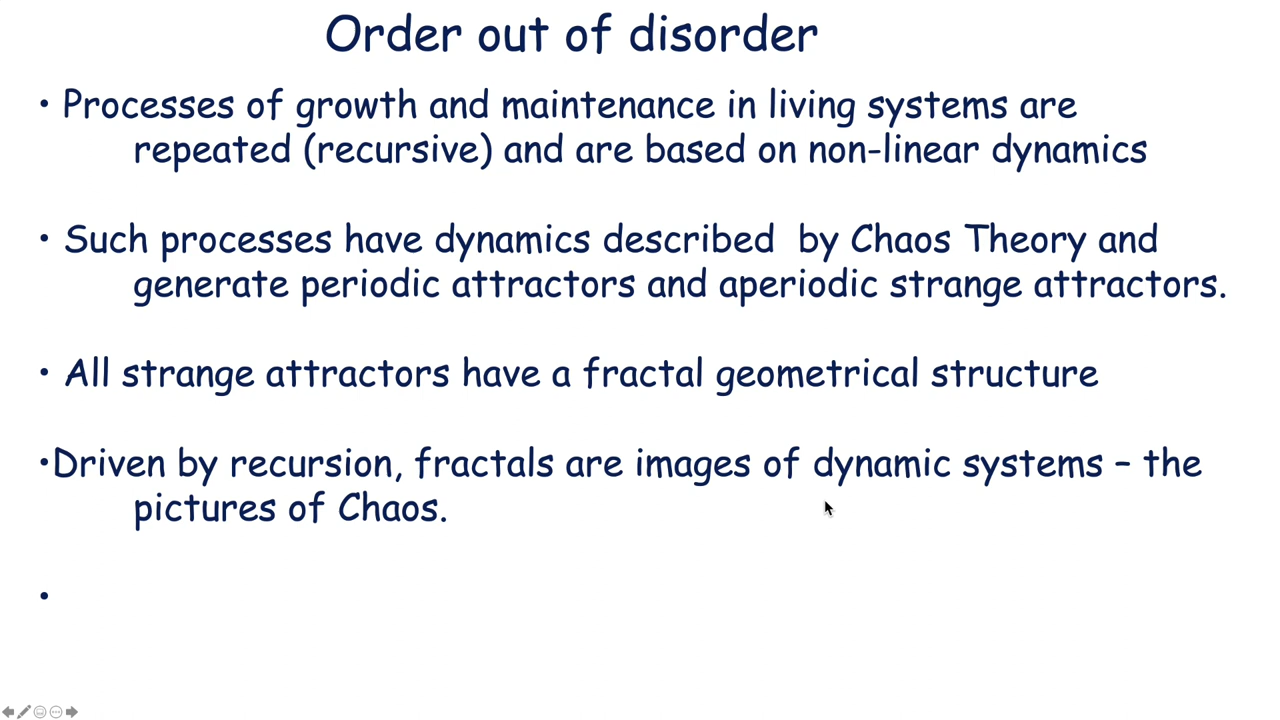 Order out of disorder
• Processes of growth and maintenance in living systems are
repeated (recursive) and are based on non-linear dynamics
• Such processes have dynamics described  by Chaos Theory and
generate periodic attractors and aperiodic strange attractors.
• All strange attractors have a fractal geometrical structure
•Driven by recursion, fractals are images of dynamic systems – the
pictures of Chaos.
•